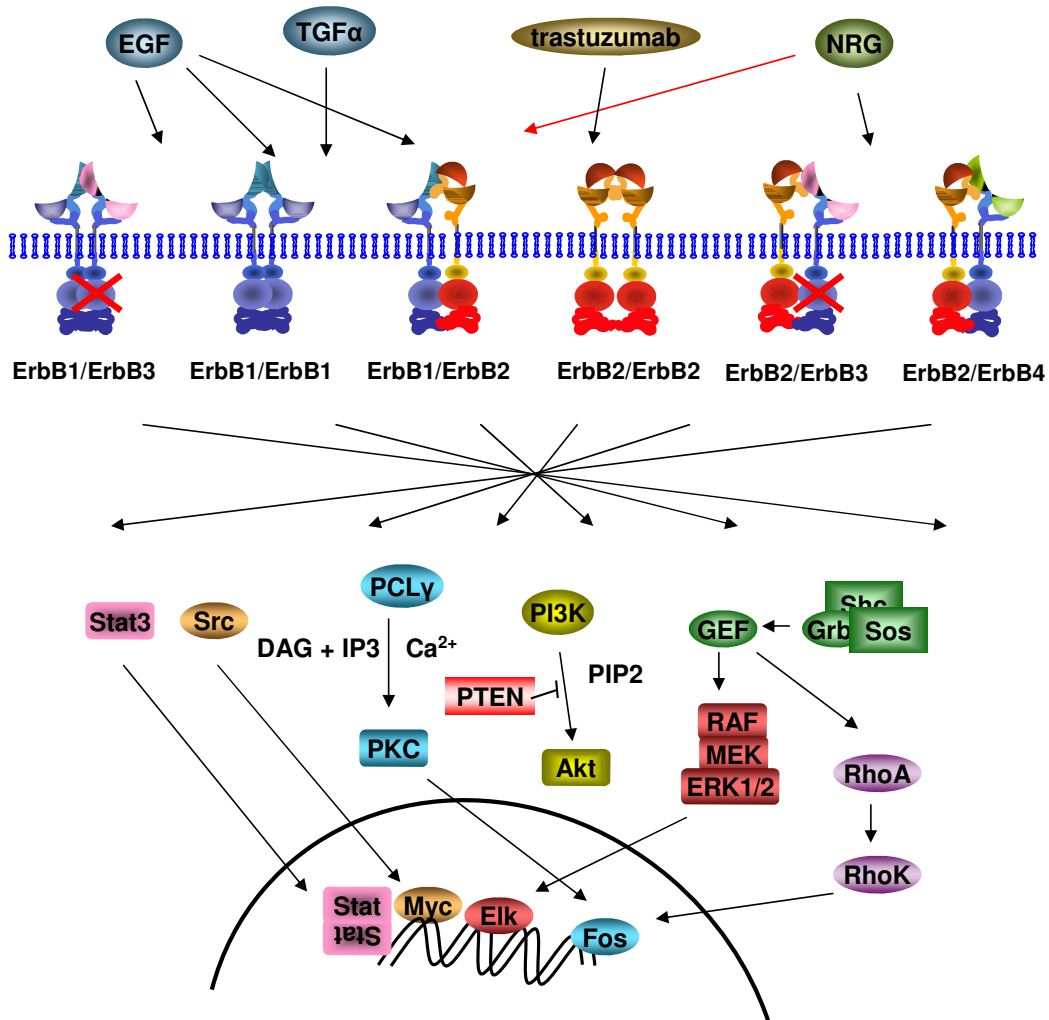 EGF
TGFα
trastuzumab
NRG
ErbB1/ErbB3
ErbB1/ErbB1
ErbB1/ErbB2
ErbB2/ErbB2
ErbB2/ErbB3
ErbB2/ErbB4
Stat3
Src
PCLγ
DAG + IP3
Ca²⁺
PKC
PI3K
PIP2
PTEN
Akt
GEF
Shc
Grb
Sos
RAF
MEK
ERK1/2
RhoA
RhoK
Stat
Stat
Myc
Elk
Fos